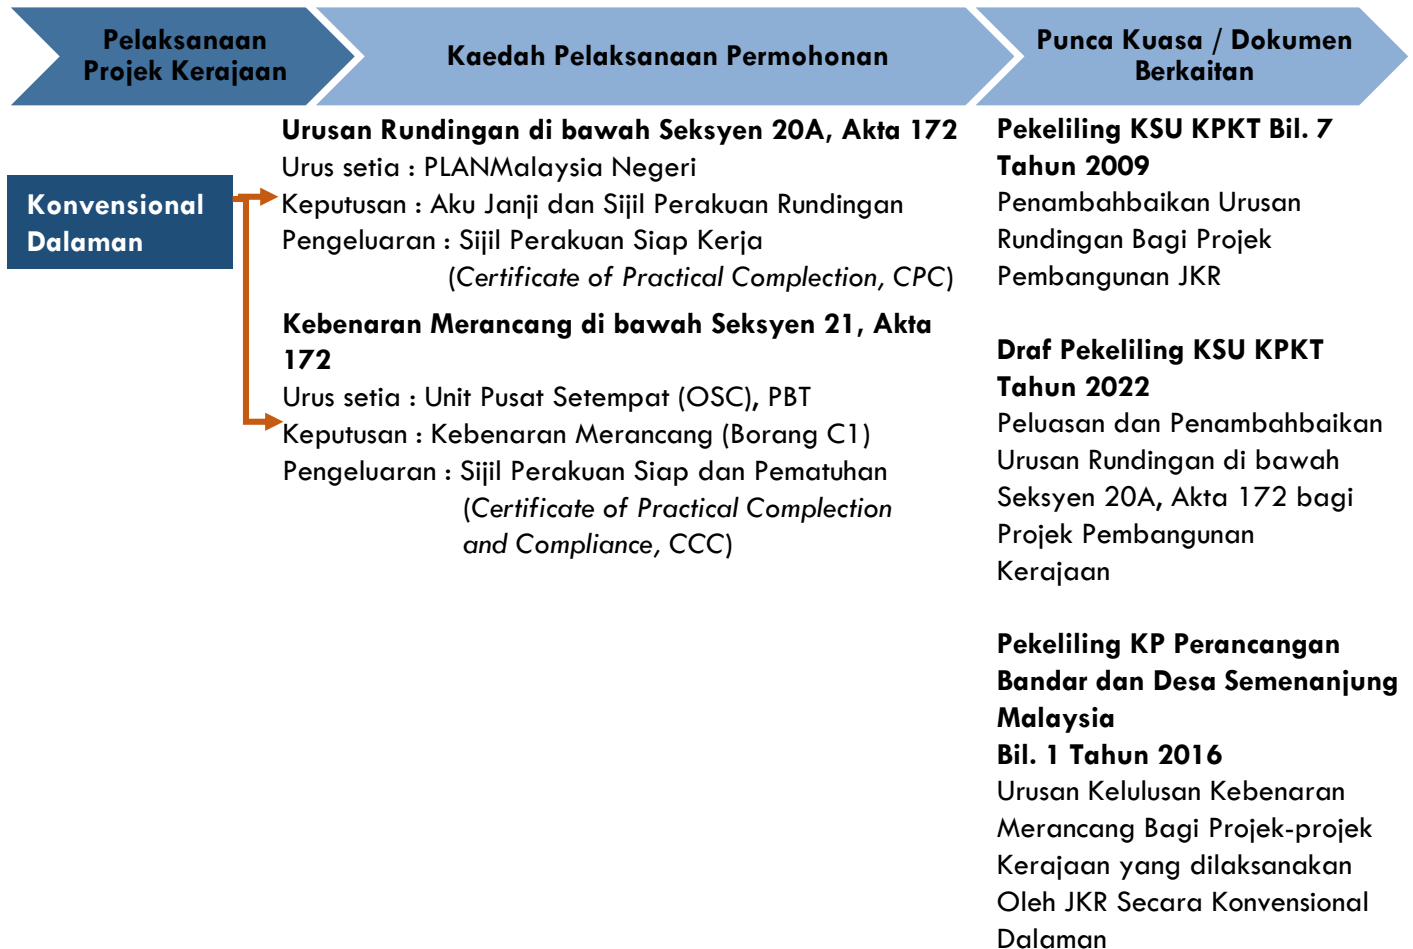 Pelaksanaan
Projek Kerajaan
Kaedah Pelaksanaan Permohonan
Punca Kuasa / Dokumen
Berkaitan
Konvensional
Dalaman
Urusan Rundingan di bawah Seksyen 20A, Akta 172
Urus setia : PLANMalaysia Negeri
Keputusan : Aku Janji dan Sijil Perakuan Rundingan
Pengeluaran : Sijil Perakuan Siap Kerja
(Certificate of Practical Complection, CPC)
Kebenaran Merancang di bawah Seksyen 21, Akta
172
Urus setia : Unit Pusat Setempat (OSC), PBT
Keputusan : Kebenaran Merancang (Borang C1)
Pengeluaran : Sijil Perakuan Siap dan Pematuhan
(Certificate of Practical Complection
and Compliance, CCC)
Pekeliling KSU KPKT Bil. 7
Tahun 2009
Penambahbaikan Urusan
Rundingan Bagi Projek
Pembangunan JKR
Draf Pekeliling KSU KPKT
Tahun 2022
Peluasan dan Penambahbaikan
Urusan Rundingan di bawah
Seksyen 20A, Akta 172 bagi
Projek Pembangunan
Kerajaan
Pekeliling KP Perancangan
Bandar dan Desa Semenanjung
Malaysia
Bil. 1 Tahun 2016
Urusan Kelulusan Kebenaran
Merancang Bagi Projek-projek
Kerajaan yang dilaksanakan
Oleh JKR Secara Konvensional
Dalaman